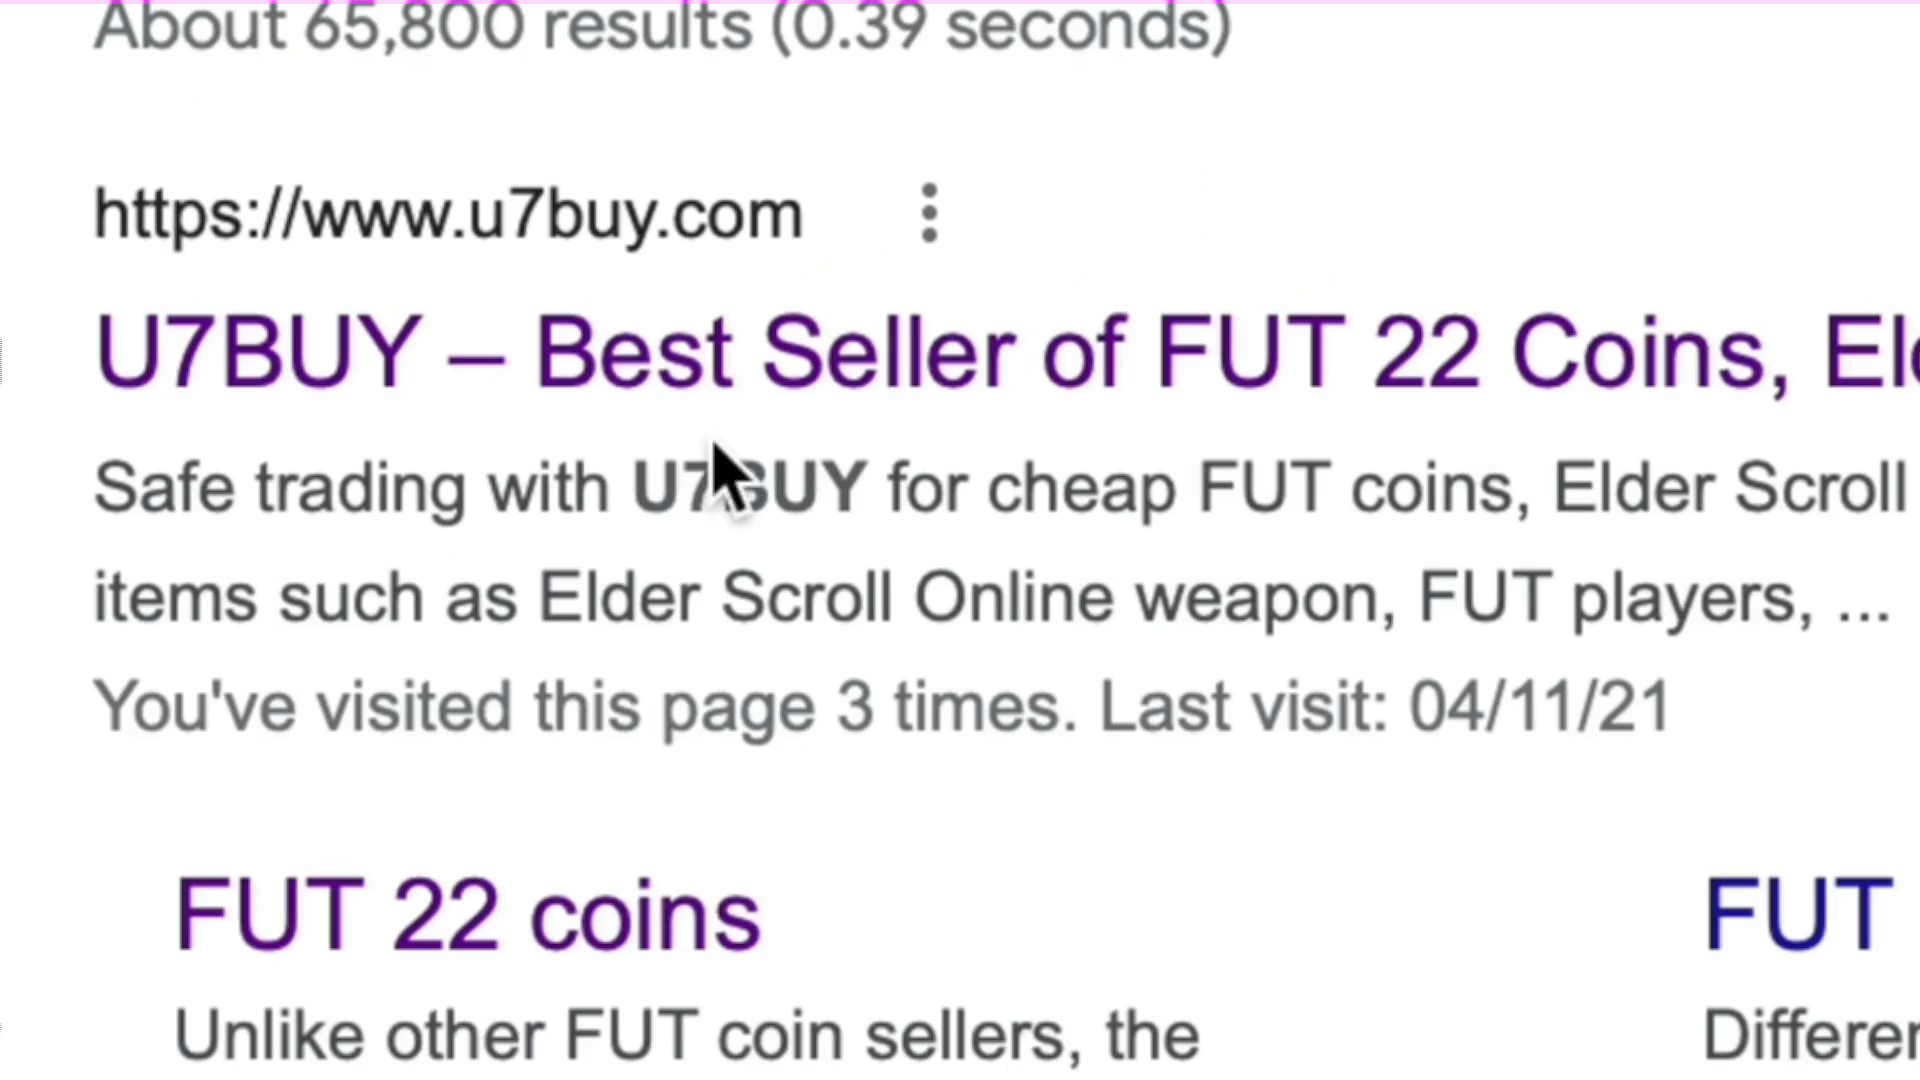 About 65,800 results (0.39 seconds)
https://www.u7buy.com
U7BUY – Best Seller of FUT 22 Coins,
Safe trading with U7BUY for cheap FUT coins, Elder Scroll
items such as Elder Scroll Online weapon, FUT players, ...
You've visited this page 3 times. Last visit: 04/11/21
FUT 22 coins
FUT
Unlike other FUT coin sellers, the